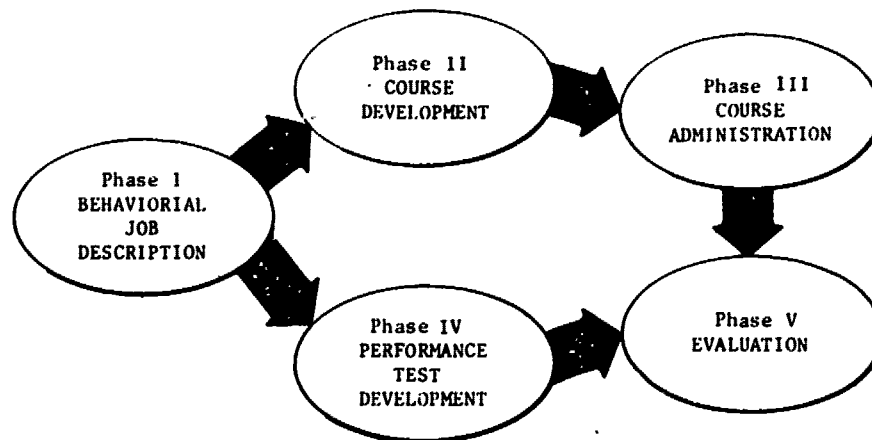 Phase I
BEHAVIORIAL
JOB
DESCRIPTION
Phase II
COURSE
DEVELOPMENT
Phase III
COURSE
ADMINISTRATION
Phase IV
PERFORMANCE
TEST
DEVELOPMENT
Phase V
EVALUATION